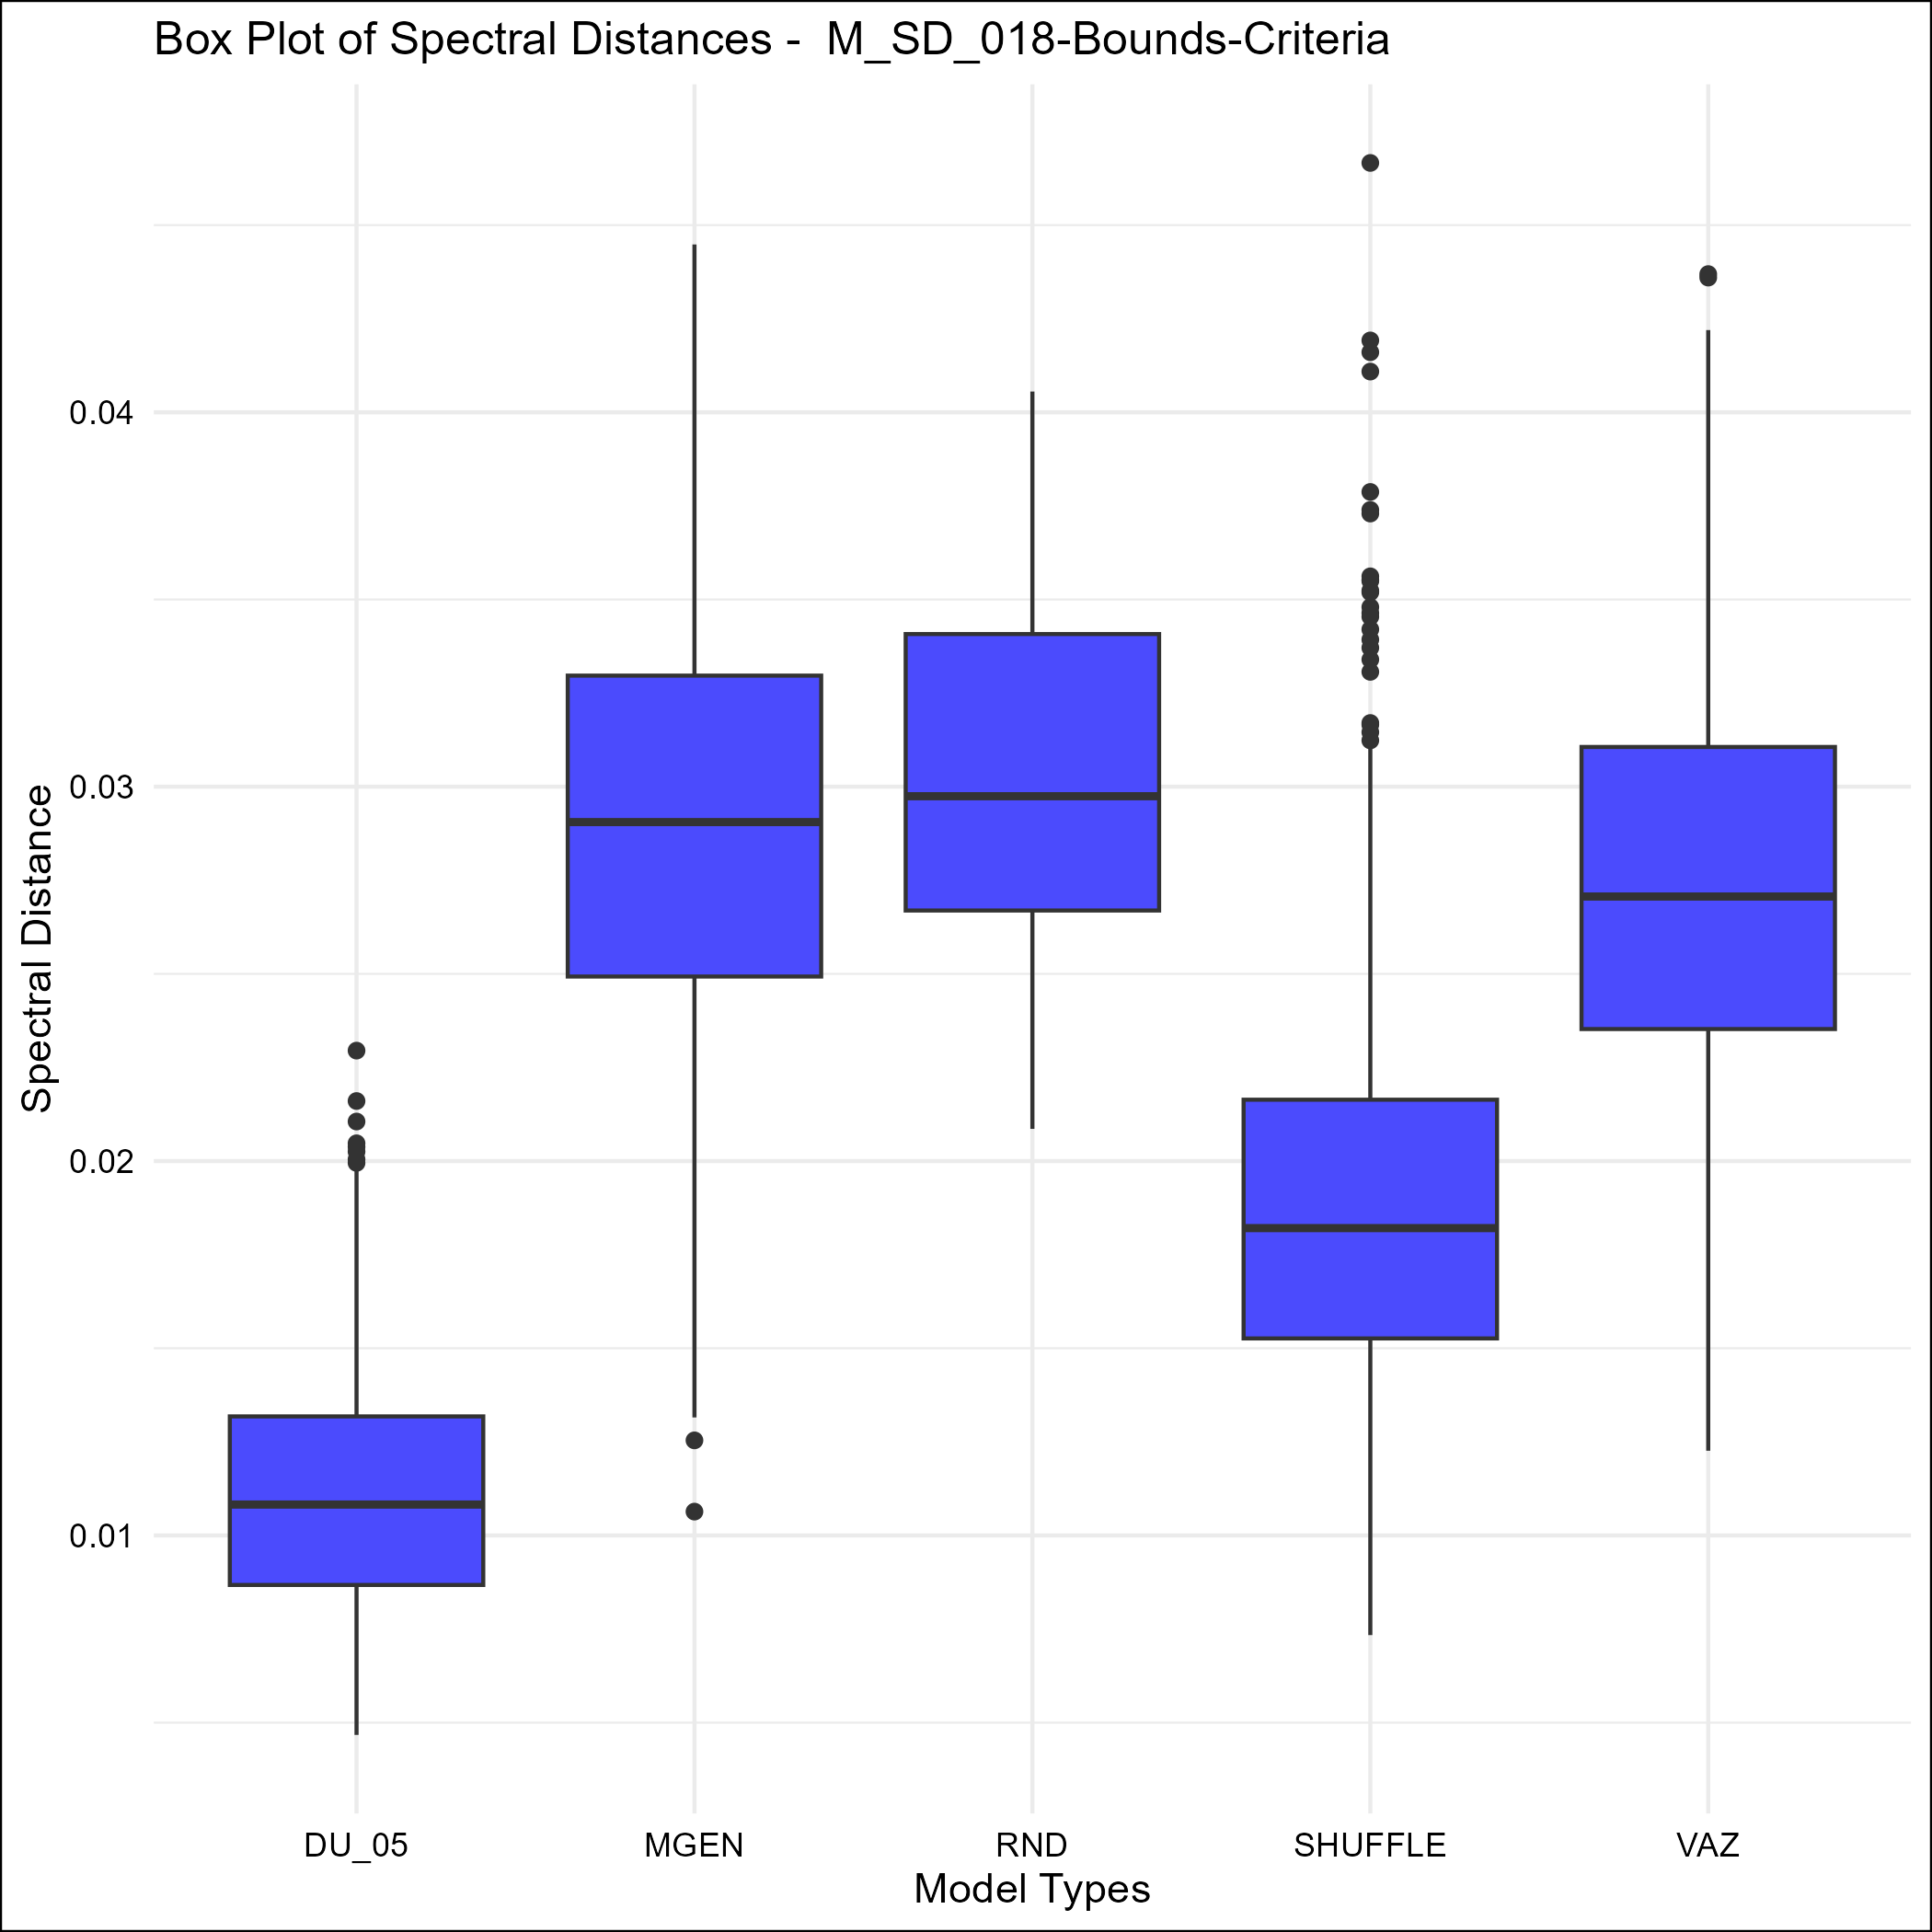 Box Plot of Spectral Distances -  M_SD_018-Bounds-Criteria
Spectral Distance
0.04
0.03
0.02
0.01
DU_05 MGEN RND SHUFFLE VAZ
Model Types